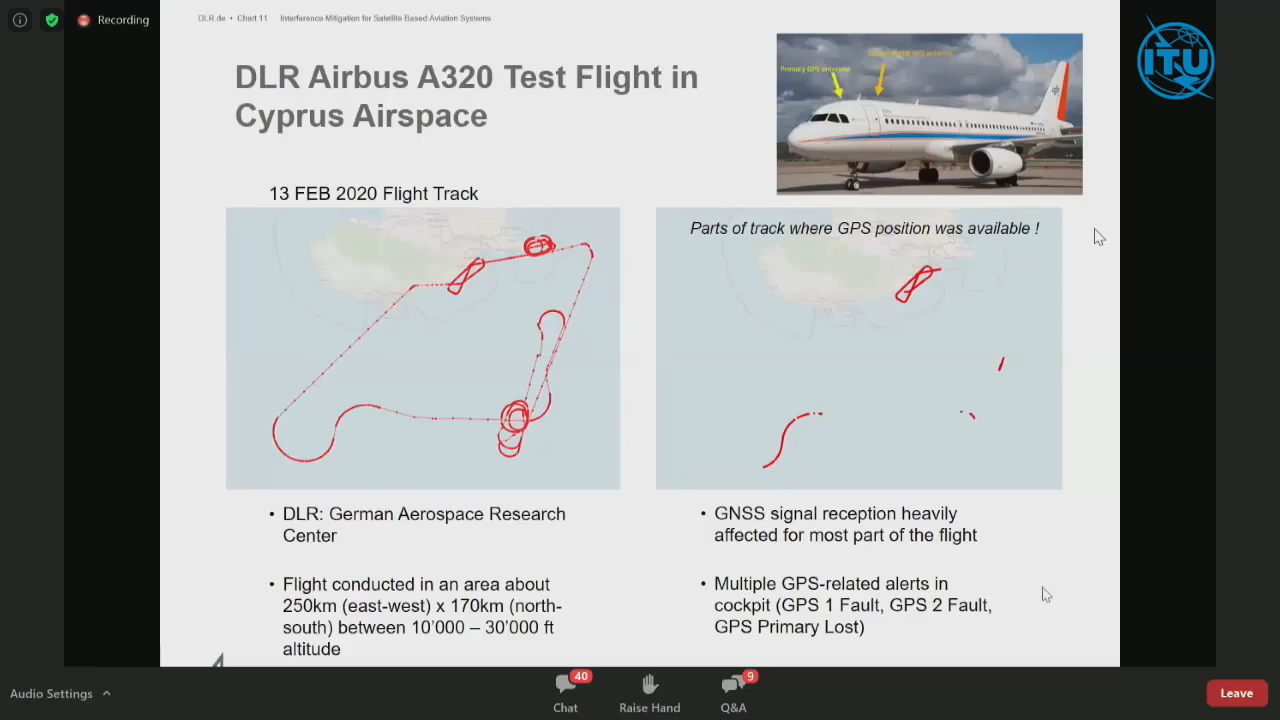 Recording
DLR.de • Chart 11 Interference Mitigation for Satellite Based Aviation Systems
ITU
DLR Airbus A320 Test Flight in
Cyprus Airspace
Primary GPS antennas
GPS antenna
13 FEB 2020 Flight Track
Parts of track where GPS position was available !
• DLR: German Aerospace Research
Center
• Flight conducted in an area about
250km (east-west) x 170km (north-
south) between 10'000 – 30'000 ft
altitude
• GNSS signal reception heavily
affected for most part of the flight
• Multiple GPS-related alerts in
cockpit (GPS 1 Fault, GPS 2 Fault,
GPS Primary Lost)
Audio Settings
40
Chat
Raise Hand
9
Q&A
Leave